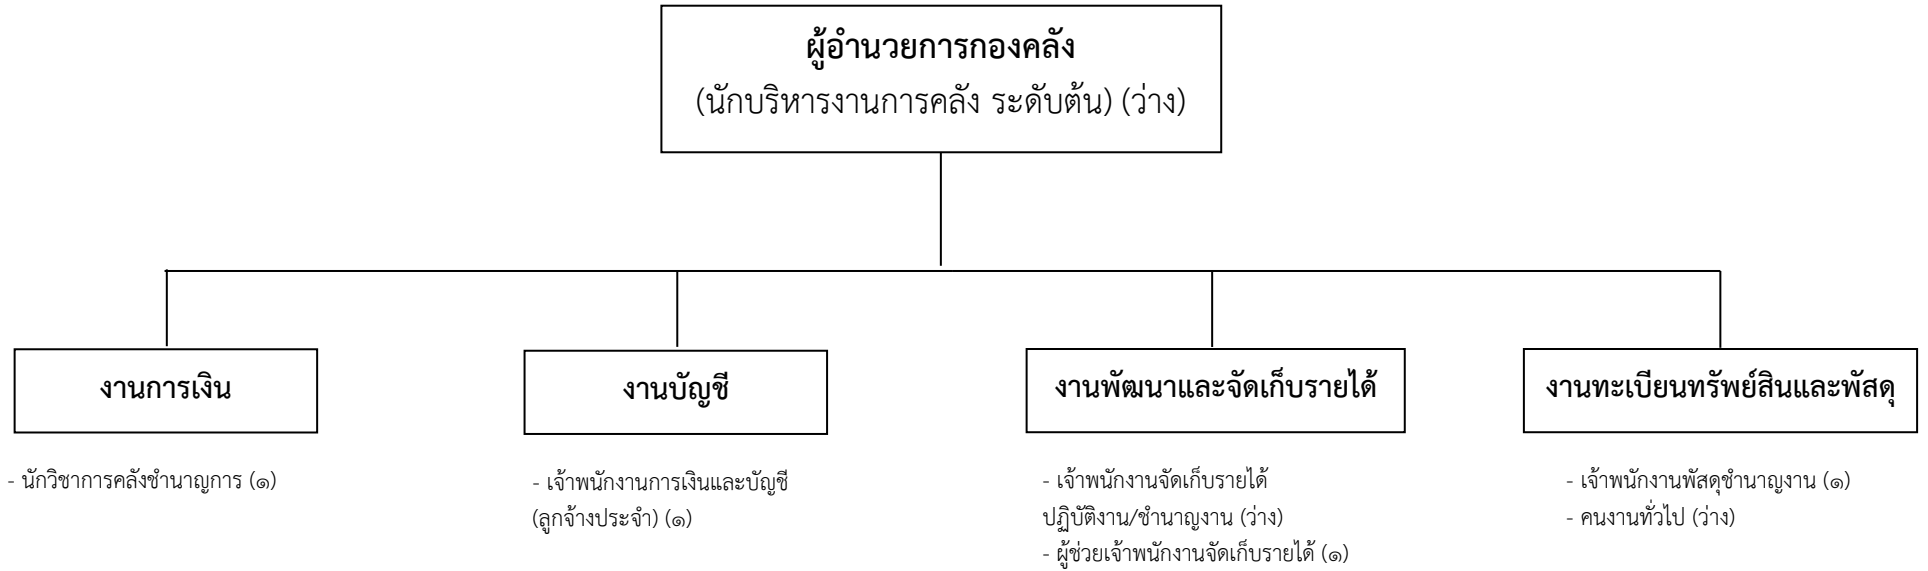 ผู้อำนวยการกองคลัง
(นักบริหารงานการคลัง ระดับต้น) (ว่าง)
งานการเงิน
- นักวิชาการคลังชำนาญการ (๑)
งานบัญชี
- เจ้าพนักงานการเงินและบัญชี
(ลูกจ้างประจำ) (๑)
งานพัฒนาและจัดเก็บรายได้
- เจ้าพนักงานจัดเก็บรายได้
ปฏิบัติงาน/ชำนาญงาน (ว่าง)
- ผู้ช่วยเจ้าพนักงานจัดเก็บรายได้ (๑)
งานทะเบียนทรัพย์สินและพัสดุ
- เจ้าพนักงานพัสดุชำนาญงาน (๑)
- คนงานทั่วไป (ว่าง)